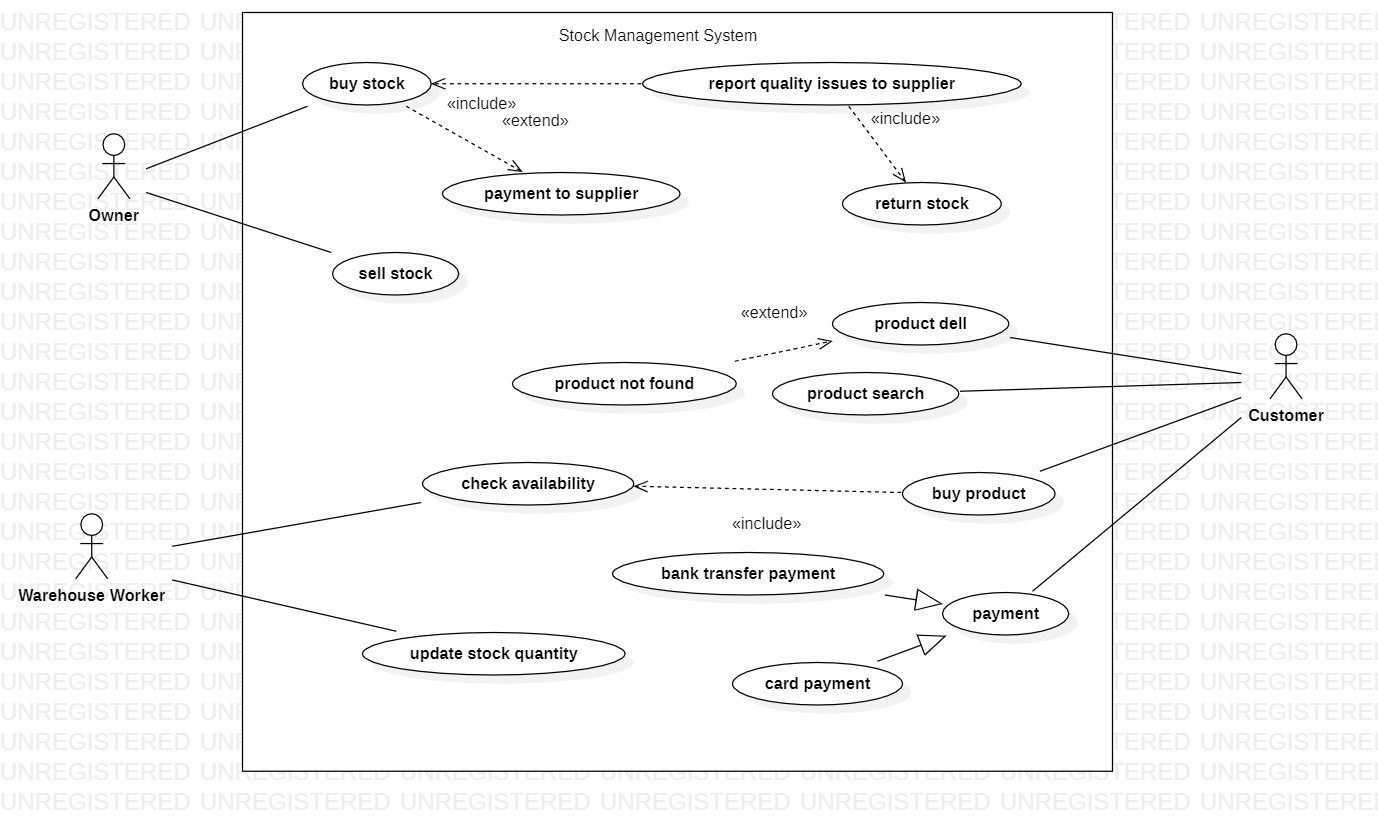 Stock Management System
buy stock
report quality issues to supplier
«include»
«extend»
«include»
payment to supplier
return stock
Owner
sell stock
«extend»
product dell
product not found
product search
Customer
check availability
buy product
«include»
bank transfer payment
Warehouse Worker
payment
update stock quantity
card payment
UNREGISTERED UNREGISTERED UNREGISTERED UNREGISTERED UNREGISTERED UNREGISTERED